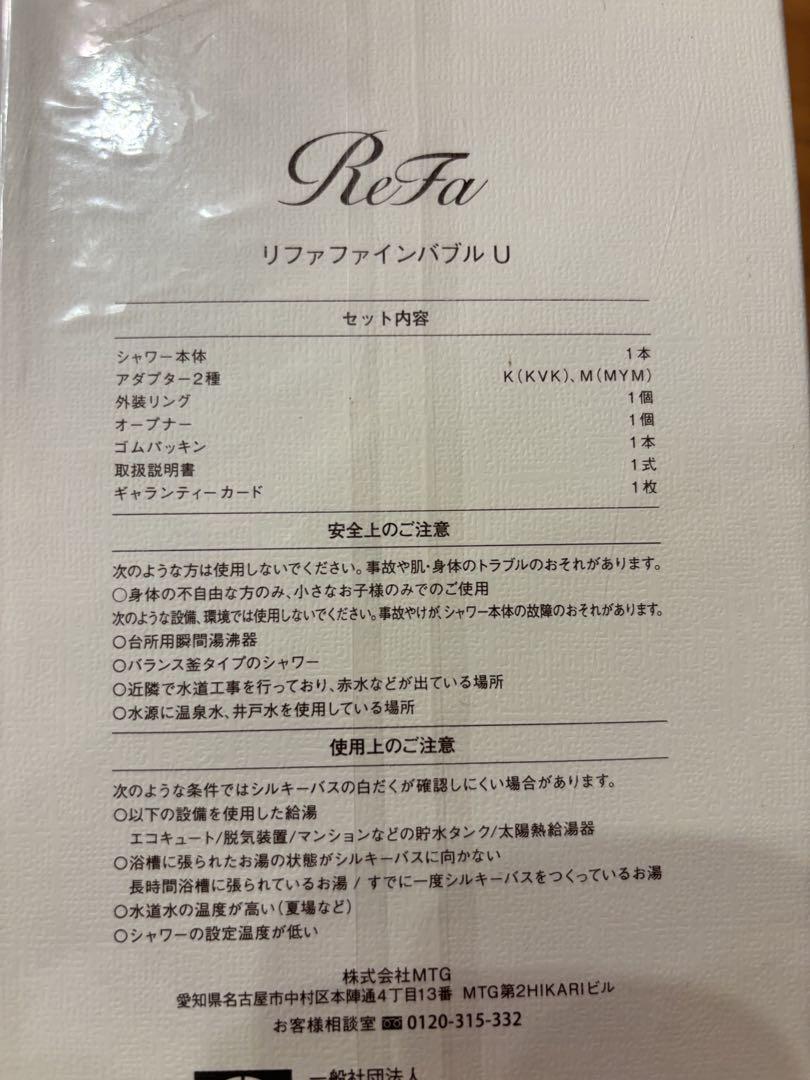 ReFa
リファファインバブル U
セット内容
シャワー本体 1本
アダプター2種 K(KVK)、M(MYM)
外装リング 1個
オープナー 1個
ゴムパッキン 1本
取扱説明書 1式
ギャランティーカード 1枚
安全上のご注意
次のような方は使用しないでください。事故や肌・身体のトラブルのおそれがあります。
○身体の不自由な方のみ、小さなお子様のみでのご使用
次のような設備、環境では使用しないでください。事故やけが、シャワー本体の故障のおそれがあります。
○台所用瞬間湯沸器
○バランス釜タイプのシャワー
○近隣で水道工事を行っており、赤水などが出ている場所
○水源に温泉水、井戸水を使用している場所
使用上のご注意
次のような条件ではシルキーバスの白だくが確認しにくい場合があります。
○以下の設備を使用した給湯
エコキュート/脱気装置/マンションなどの貯水タンク/太陽熱給湯器
○浴槽に張られたお湯の状態がシルキーバスに向かない
長時間浴槽に張られているお湯 / すでに一度シルキーバスをつくっているお湯
○水道水の温度が高い(夏場など)
○シャワーの設定温度が低い
株式会社MTG
愛知県名古屋市中村区本陣通4丁目13番 MTG第2HIKARIビル
お客様相談室 0120-315-332
一般社団法人